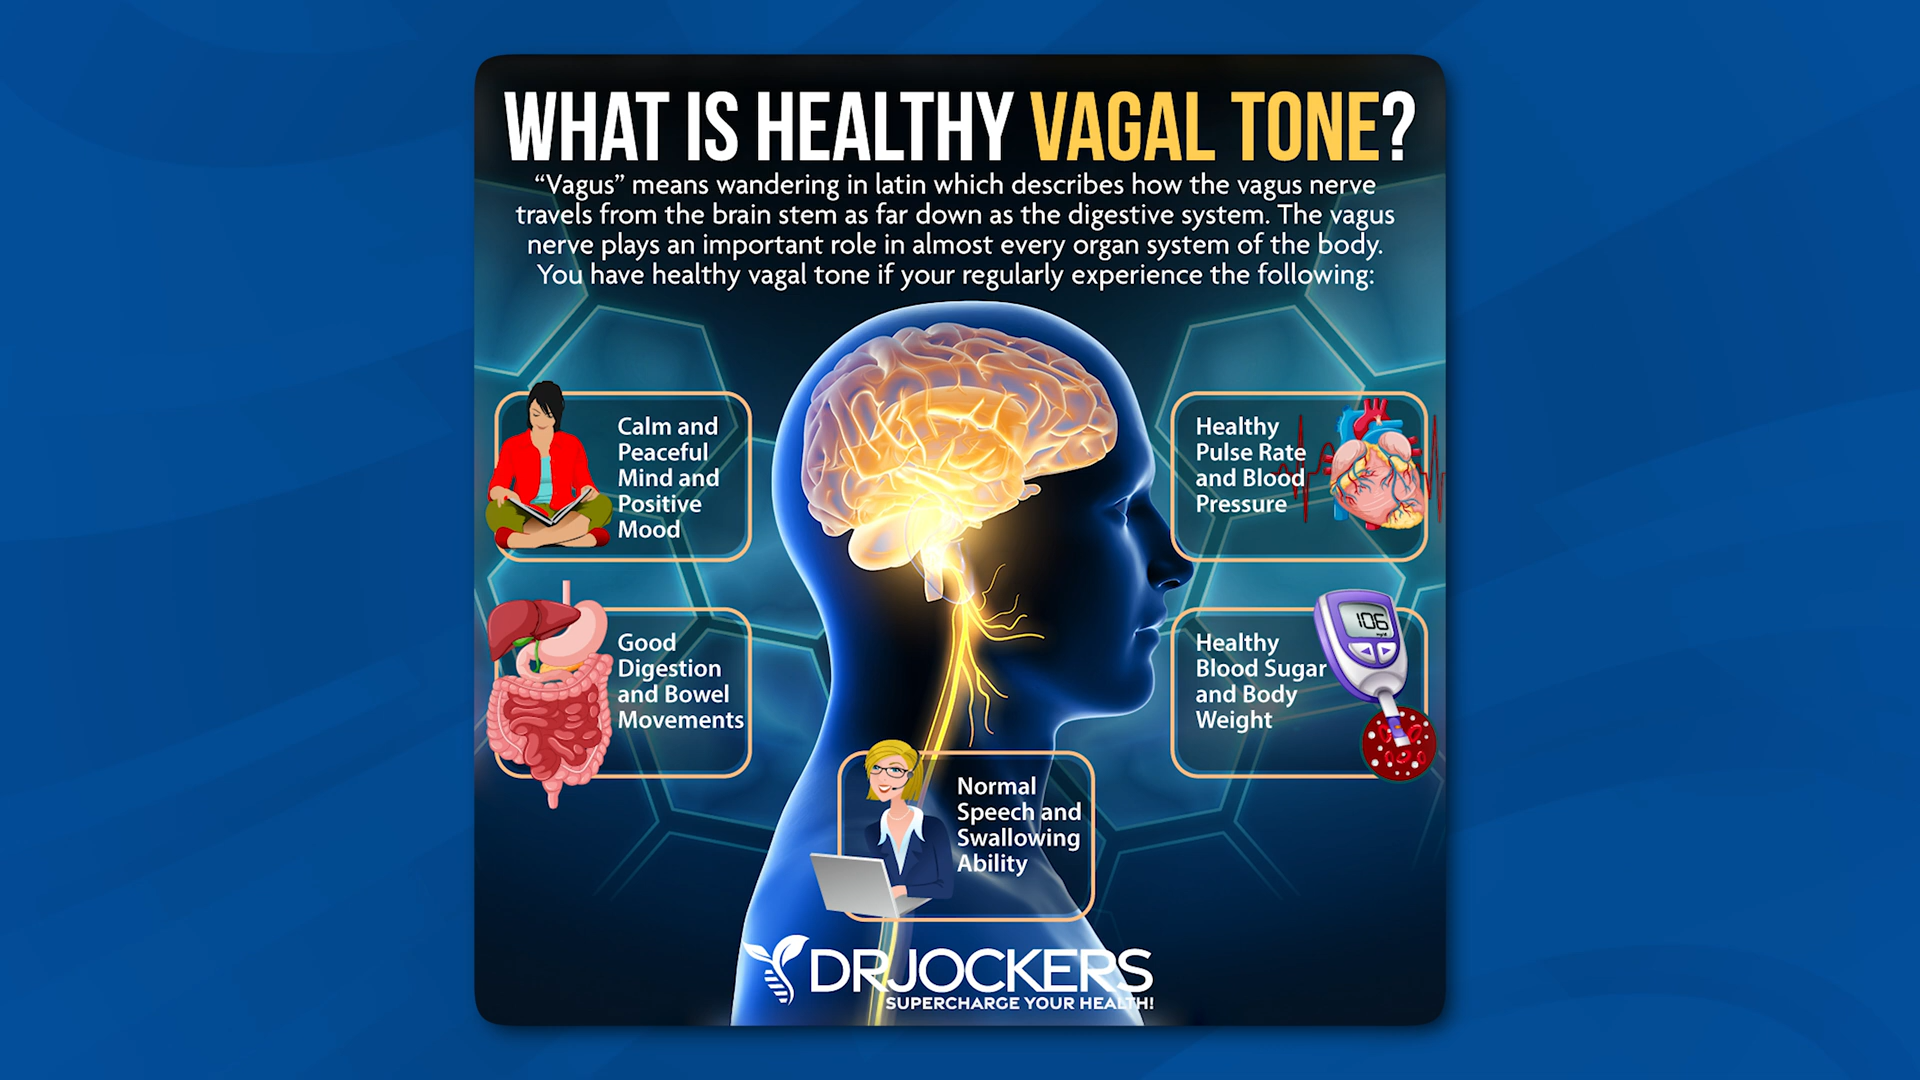 WHAT IS HEALTHY VAGAL TONE?
“Vagus” means wandering in latin which describes how the vagus nerve
travels from the brain stem as far down as the digestive system. The vagus
nerve plays an important role in almost every organ system of the body.
You have healthy vagal tone if your regularly experience the following:
Calm and
Peaceful
Mind and
Positive
Mood
Healthy
Pulse Rate
and Blood
Pressure
Good
Digestion
and Bowel
Movements
Healthy
Blood Sugar
and Body
Weight
106
mg/dl
Normal
Speech and
Swallowing
Ability
DRJOCKERS
SUPERCHARGE YOUR HEALTH!